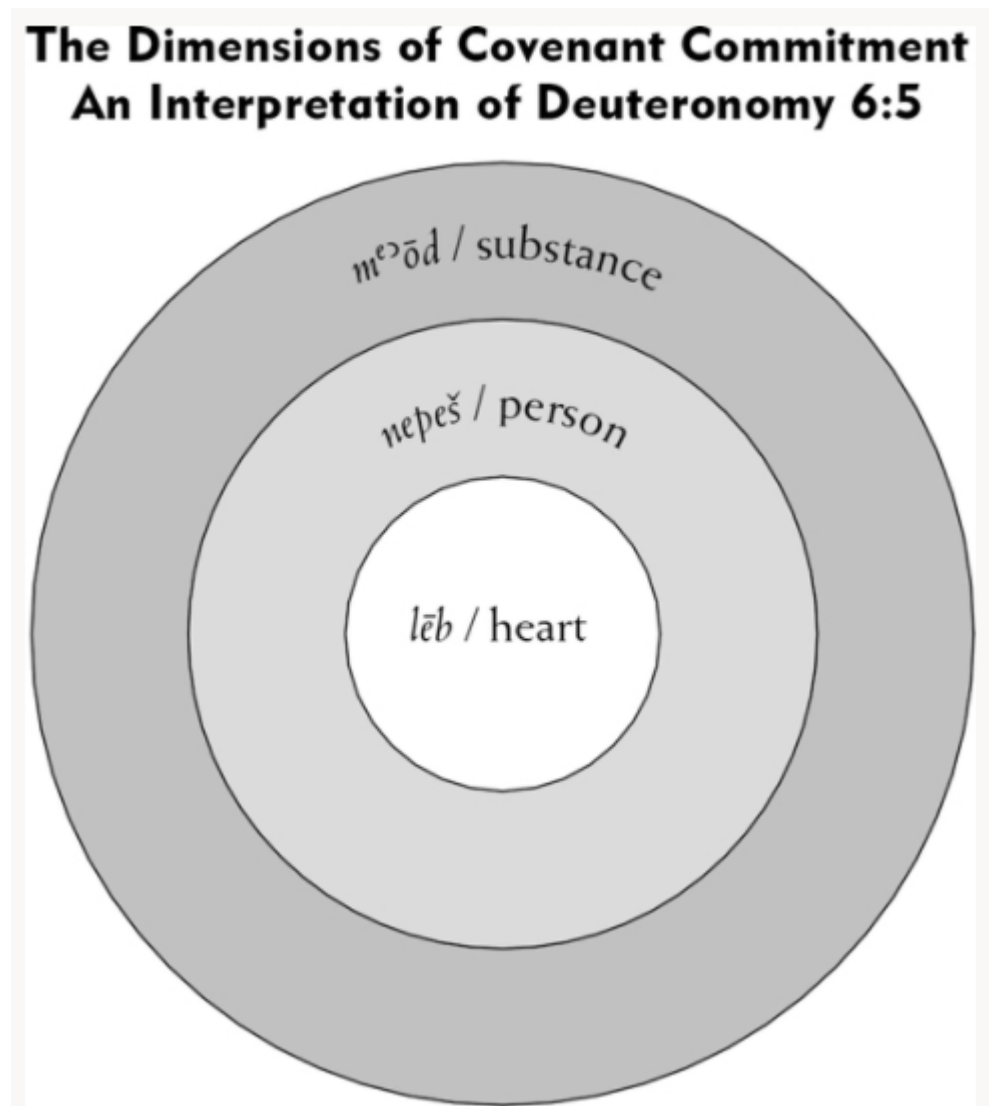 The Dimensions of Covenant Commitment
An Interpretation of Deuteronomy 6:5
mᵉʾōd / substance
nepeš / person
lēb / heart